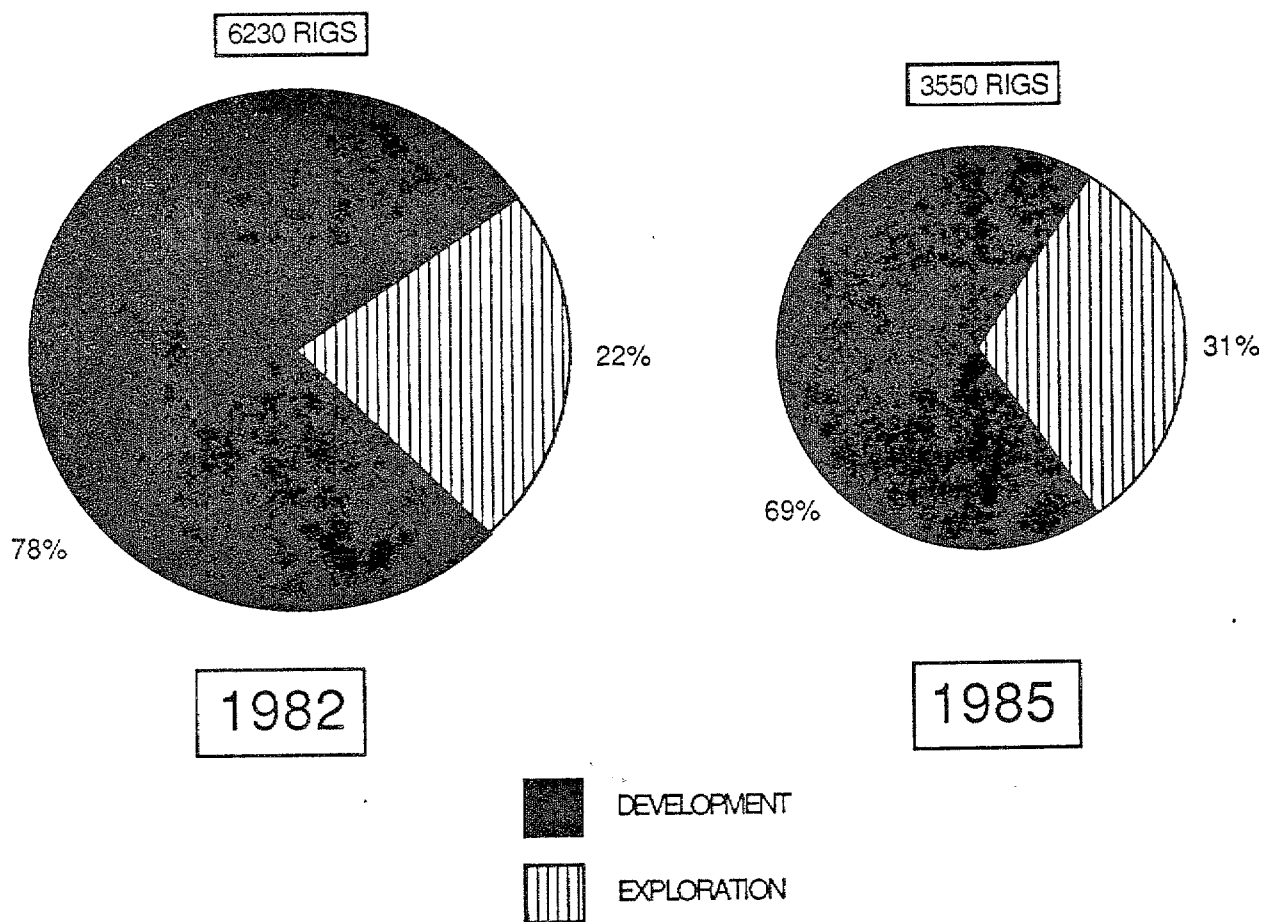 6230 RIGS
3550 RIGS
22%
31%
78%
69%
1982
1985
DEVELOPMENT
EXPLORATION